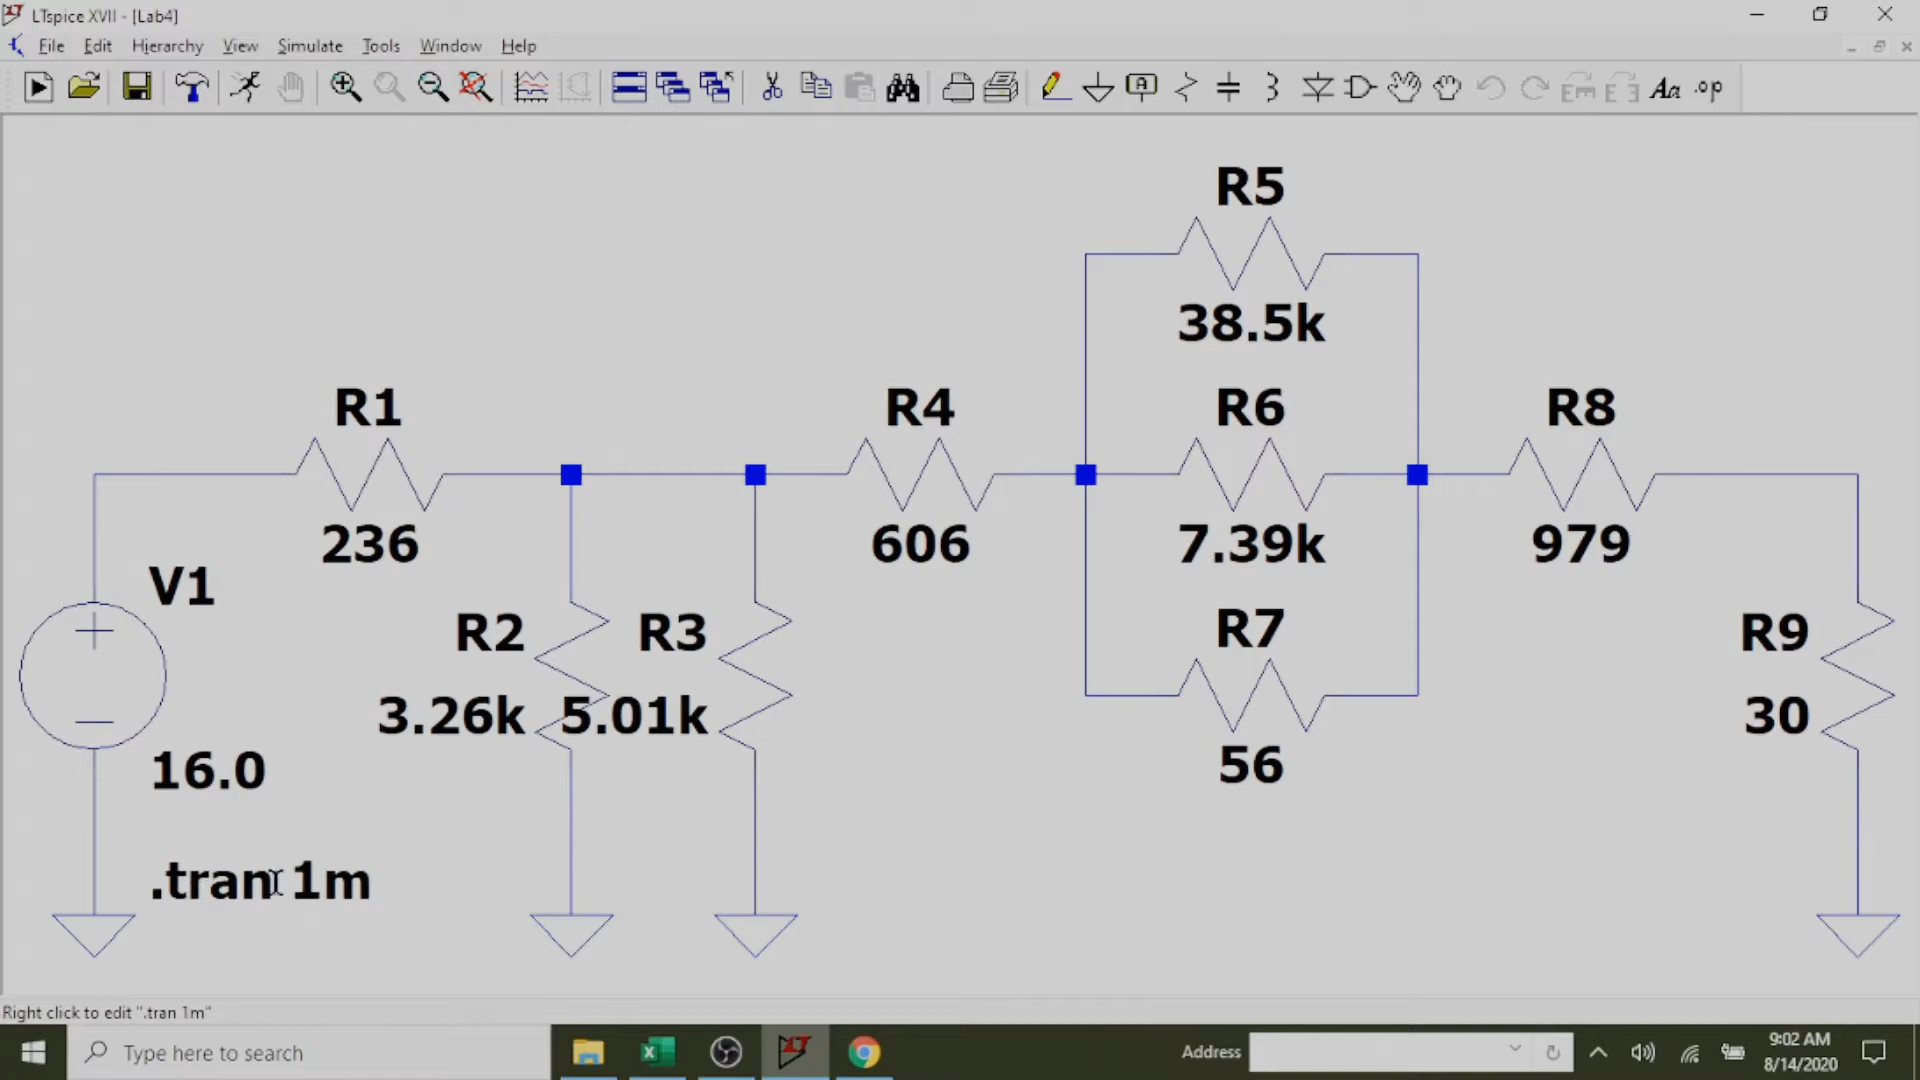 LTspice XVII - [Lab4]
File Edit Hierarchy View Simulate Tools Window Help
Aa .op
R5
38.5k
R1 R4 R6 R8
236 606 7.39k 979
V1
R2 R3 R7 R9
3.26k 5.01k 56 30
16.0
.tran 1m
Right click to edit ".tran 1m"
Type here to search
Address
9:02 AM
8/14/2020